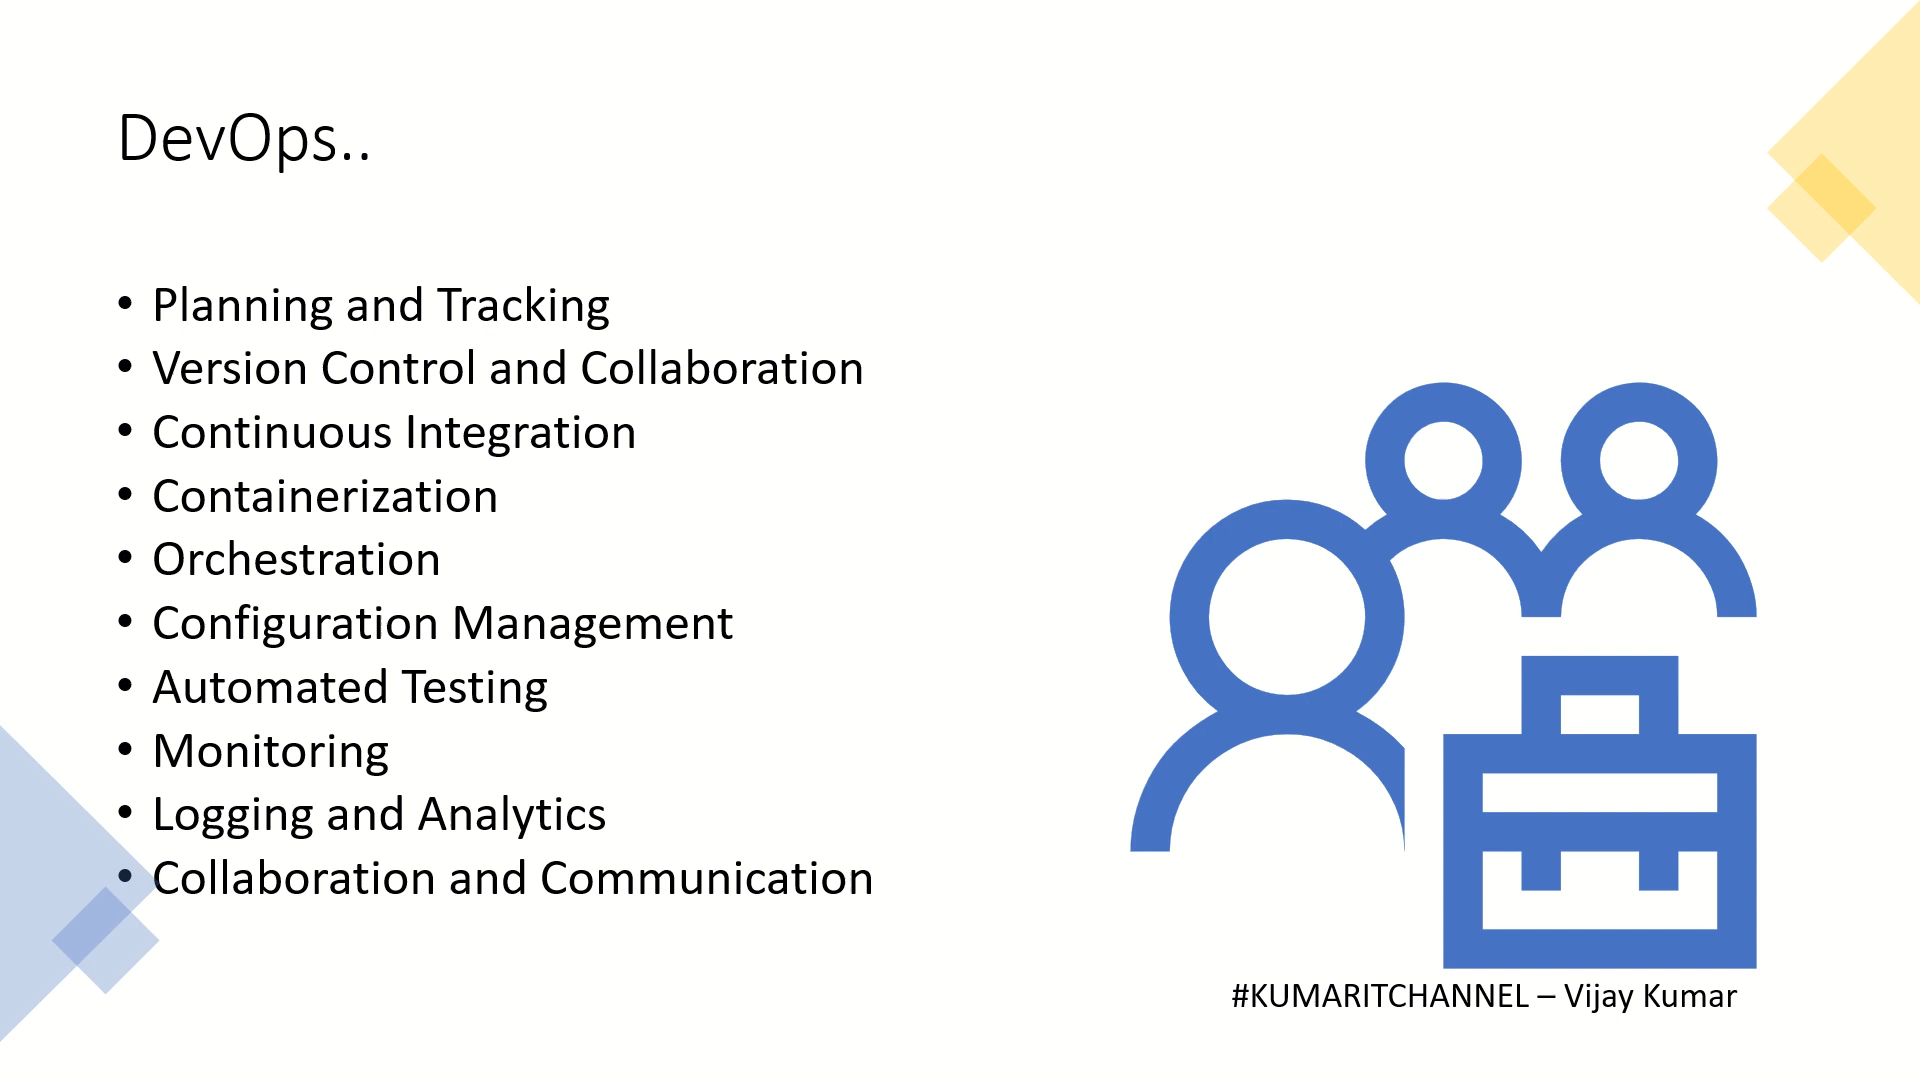 DevOps..
• Planning and Tracking
• Version Control and Collaboration
• Continuous Integration
• Containerization
• Orchestration
• Configuration Management
• Automated Testing
• Monitoring
• Logging and Analytics
• Collaboration and Communication
#KUMARITCHANNEL – Vijay Kumar